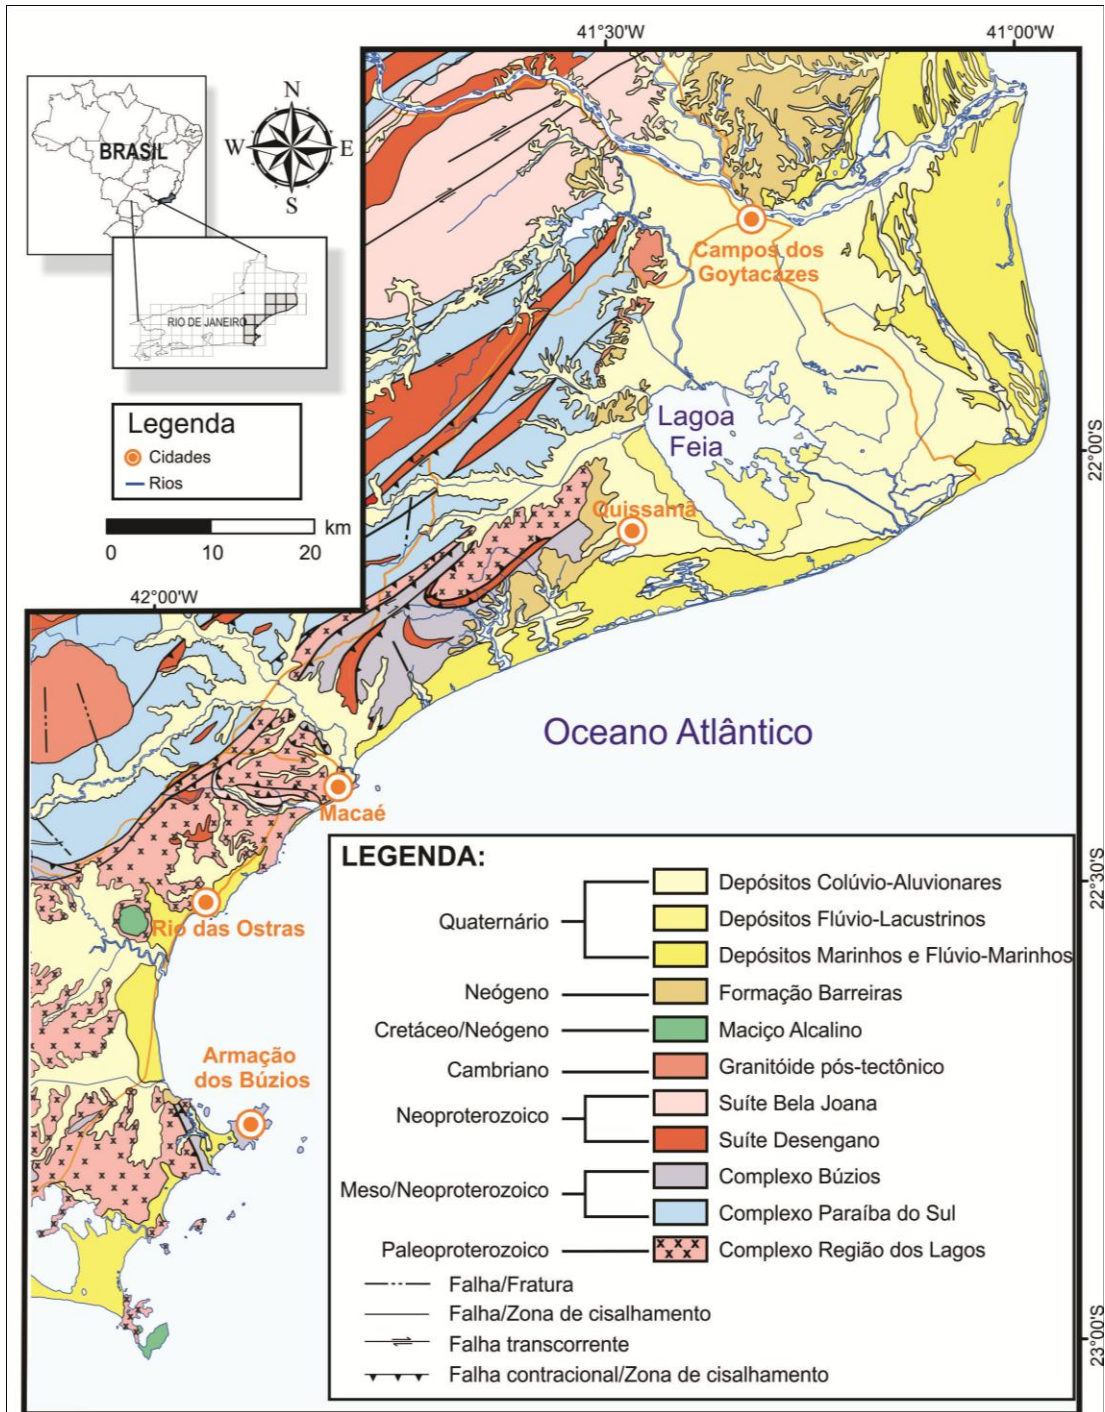 41°30'W
41°00'W
BRASIL
N
W
E
S
RIO DE JANEIRO
Legenda
Cidades
Rios
km
0
10
20
42°00'W
Campos dos
Goytacazes
Lagoa
Feia
22°00'S
Quissamã
Oceano Atlântico
Macaé
22°30'S
Rio das Ostras
Armação
dos Búzios
23°00'S
LEGENDA:
Quaternário
Depósitos Colúvio-Aluvionares
Depósitos Flúvio-Lacustrinos
Depósitos Marinhos e Flúvio-Marinhos
Neógeno
Formação Barreiras
Cretáceo/Neógeno
Maciço Alcalino
Cambriano
Granitóide pós-tectônico
Neoproterozoico
Suíte Bela Joana
Suíte Desengano
Meso/Neoproterozoico
Complexo Búzios
Complexo Paraíba do Sul
Paleoproterozoico
Complexo Região dos Lagos
Falha/Fratura
Falha/Zona de cisalhamento
Falha transcorrente
Falha contracional/Zona de cisalhamento